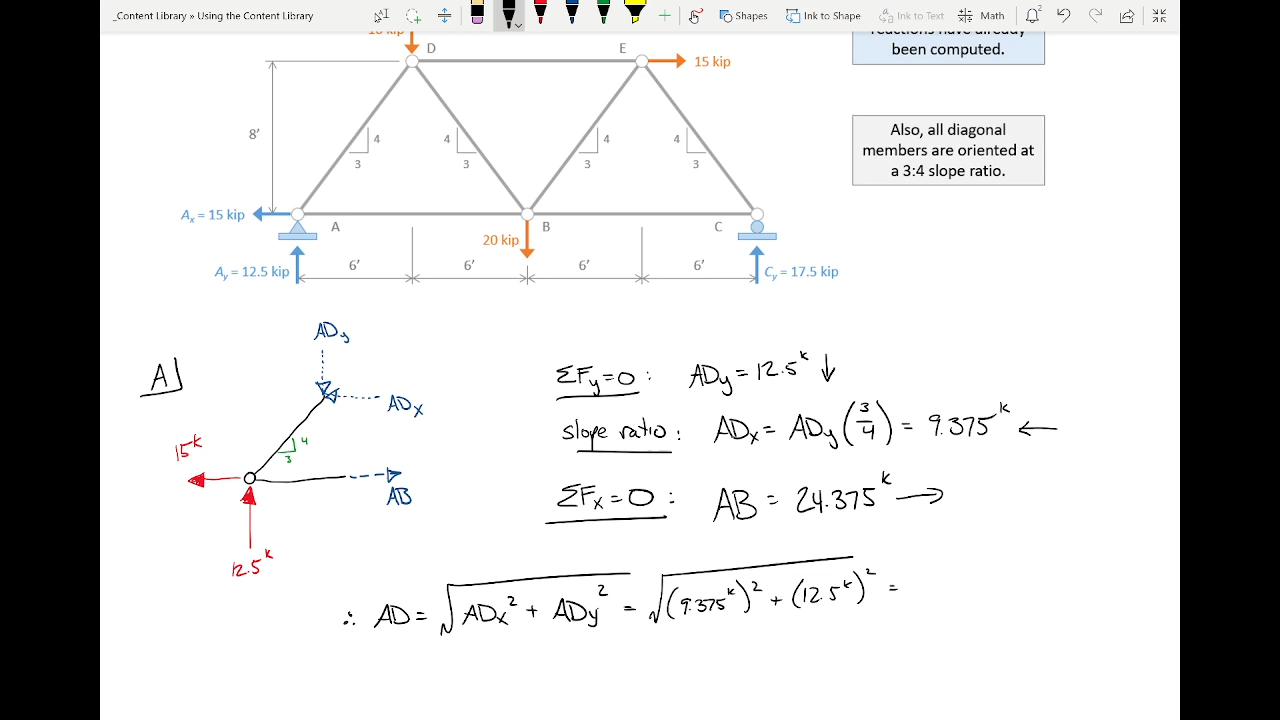 _Content Library » Using the Content Library
Shapes
Ink to Shape
Ink to Text
Math
2
reactions have already
been computed.
D
E
15 kip
8'
4
3
4
3
4
3
4
3
Also, all diagonal
members are oriented at
a 3:4 slope ratio.
Ax = 15 kip
A
B
C
20 kip
Ay = 12.5 kip
6'
6'
6'
6'
Cy = 17.5 kip
A
ADy
ADx
15k
4
3
AB
12.5k
ΣFy=0: ADy = 12.5k ↓
slope ratio: ADx = ADy(3/4) = 9.375k ←
ΣFx=0: AB = 24.375k →
∴ AD = √ADx² + ADy² = √(9.375k)² + (12.5k)² =